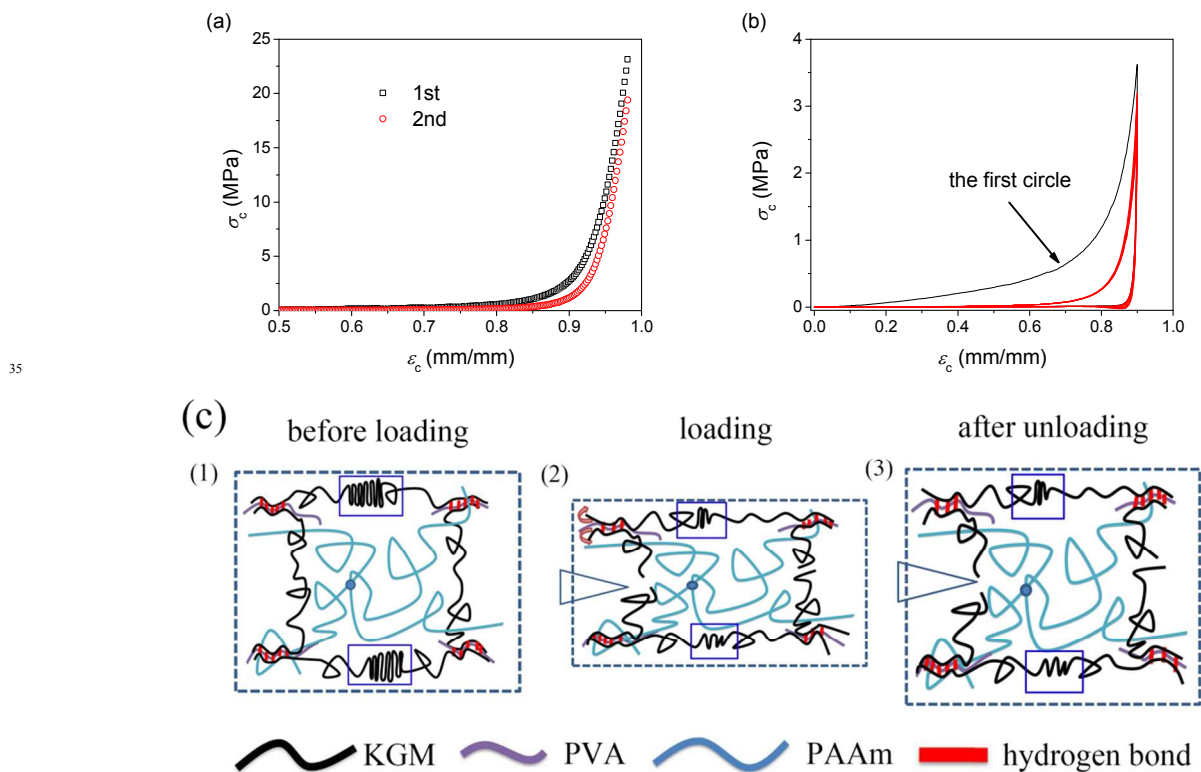 (a)
25
20
15
10
5
0
σc (MPa)
1st
2nd
0.5 0.6 0.7 0.8 0.9 1.0
εc (mm/mm)
(b)
4
3
2
1
0
σc (MPa)
the first circle
0.0 0.2 0.4 0.6 0.8 1.0
εc (mm/mm)
35
(c)
before loading loading after unloading
(1) (2) (3)
KGM PVA PAAm hydrogen bond